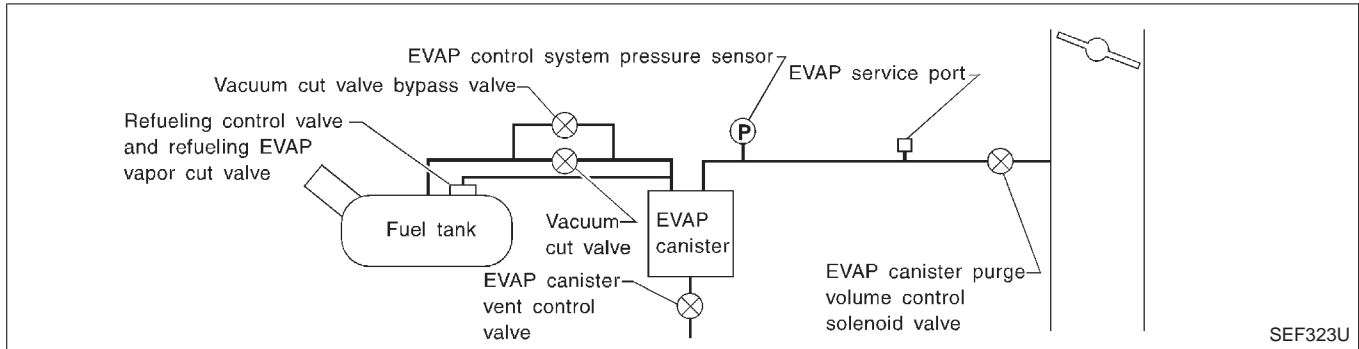 EVAP control system pressure sensor
EVAP service port
Vacuum cut valve bypass valve
Refueling control valve
and refueling EVAP
vapor cut valve
P
Fuel tank
Vacuum
cut valve
EVAP
canister
EVAP canister
vent control
valve
EVAP canister purge
volume control
solenoid valve
SEF323U